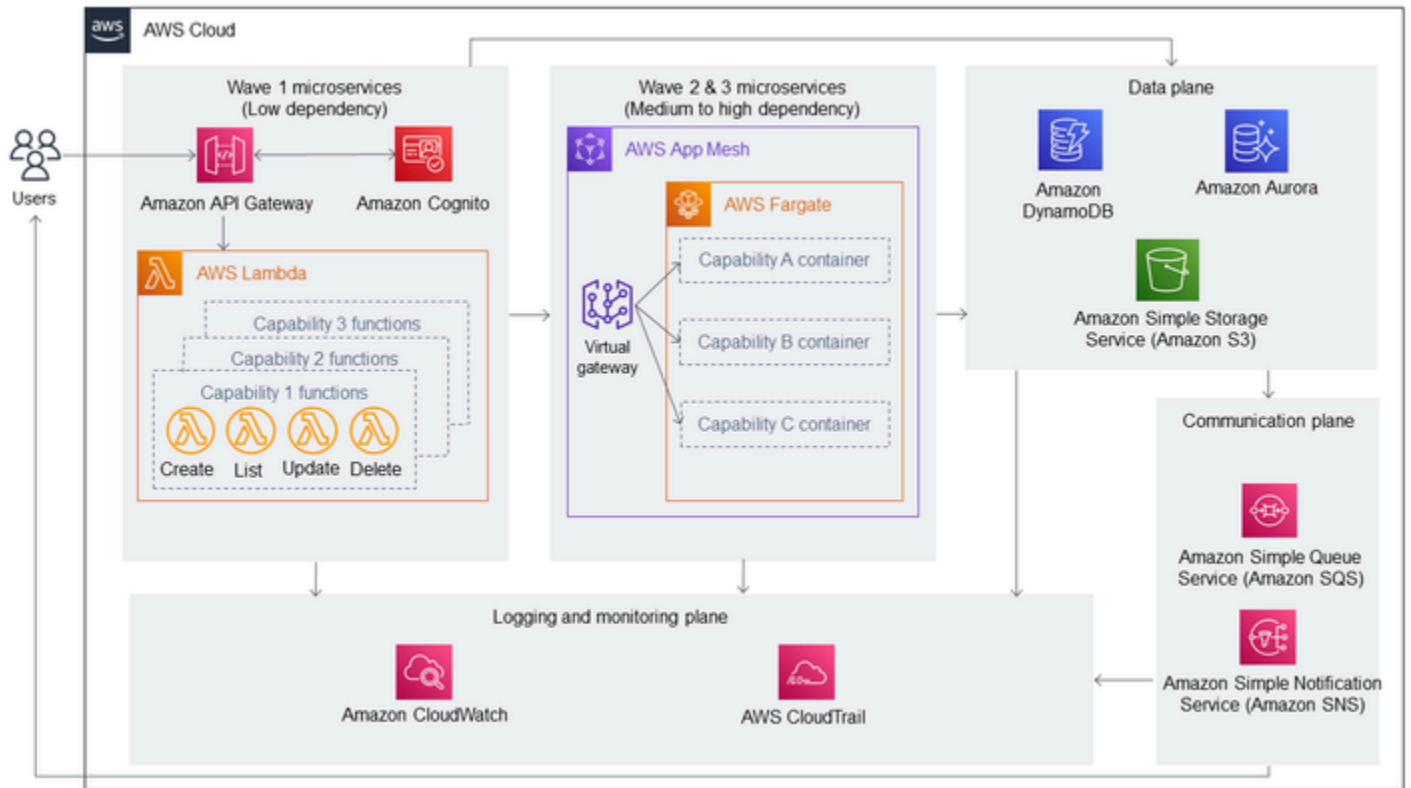 aws
AWS Cloud
Users
Wave 1 microservices
(Low dependency)
Amazon API Gateway
Amazon Cognito
AWS Lambda
Capability 3 functions
Capability 2 functions
Capability 1 functions
Create
List
Update
Delete
Wave 2 & 3 microservices
(Medium to high dependency)
AWS App Mesh
AWS Fargate
Virtual
gateway
Capability A container
Capability B container
Capability C container
Data plane
Amazon
DynamoDB
Amazon Aurora
Amazon Simple Storage
Service (Amazon S3)
Communication plane
Amazon Simple Queue
Service (Amazon SQS)
Amazon Simple Notification
Service (Amazon SNS)
Logging and monitoring plane
Amazon CloudWatch
AWS CloudTrail